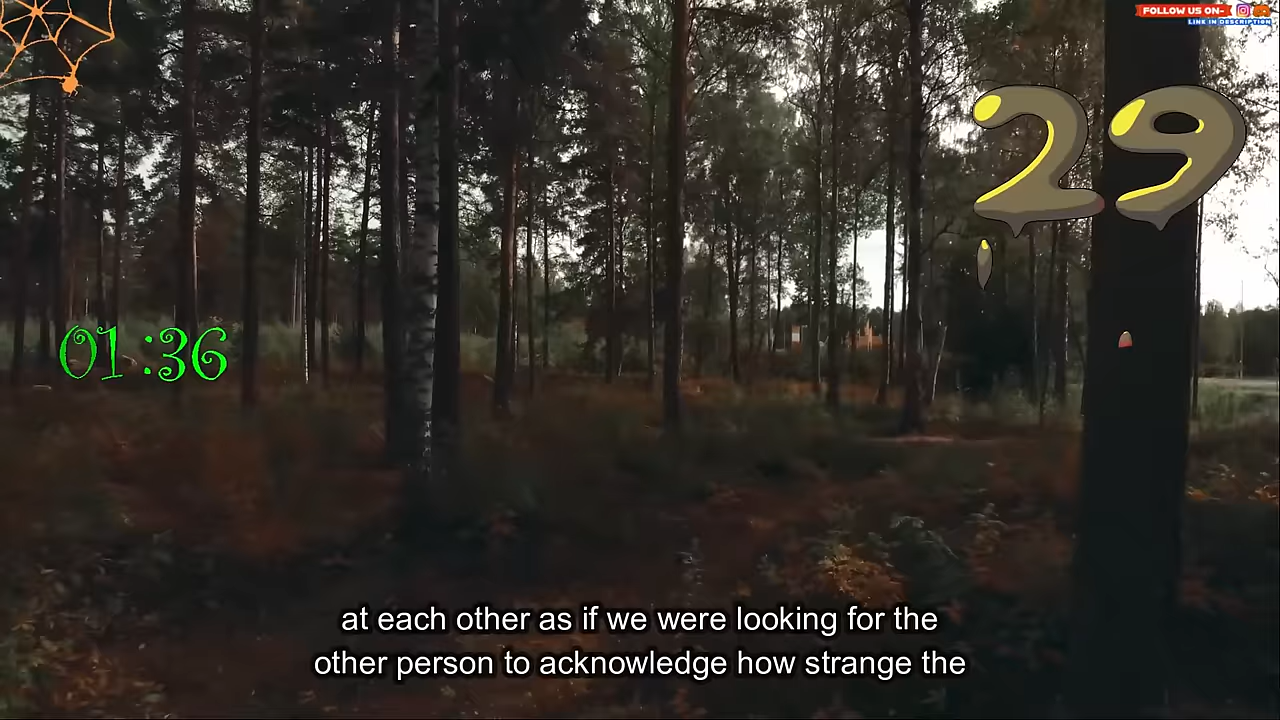 FOLLOW US ON-
LINK IN DESCRIPTION
29
01:36
at each other as if we were looking for the
other person to acknowledge how strange the